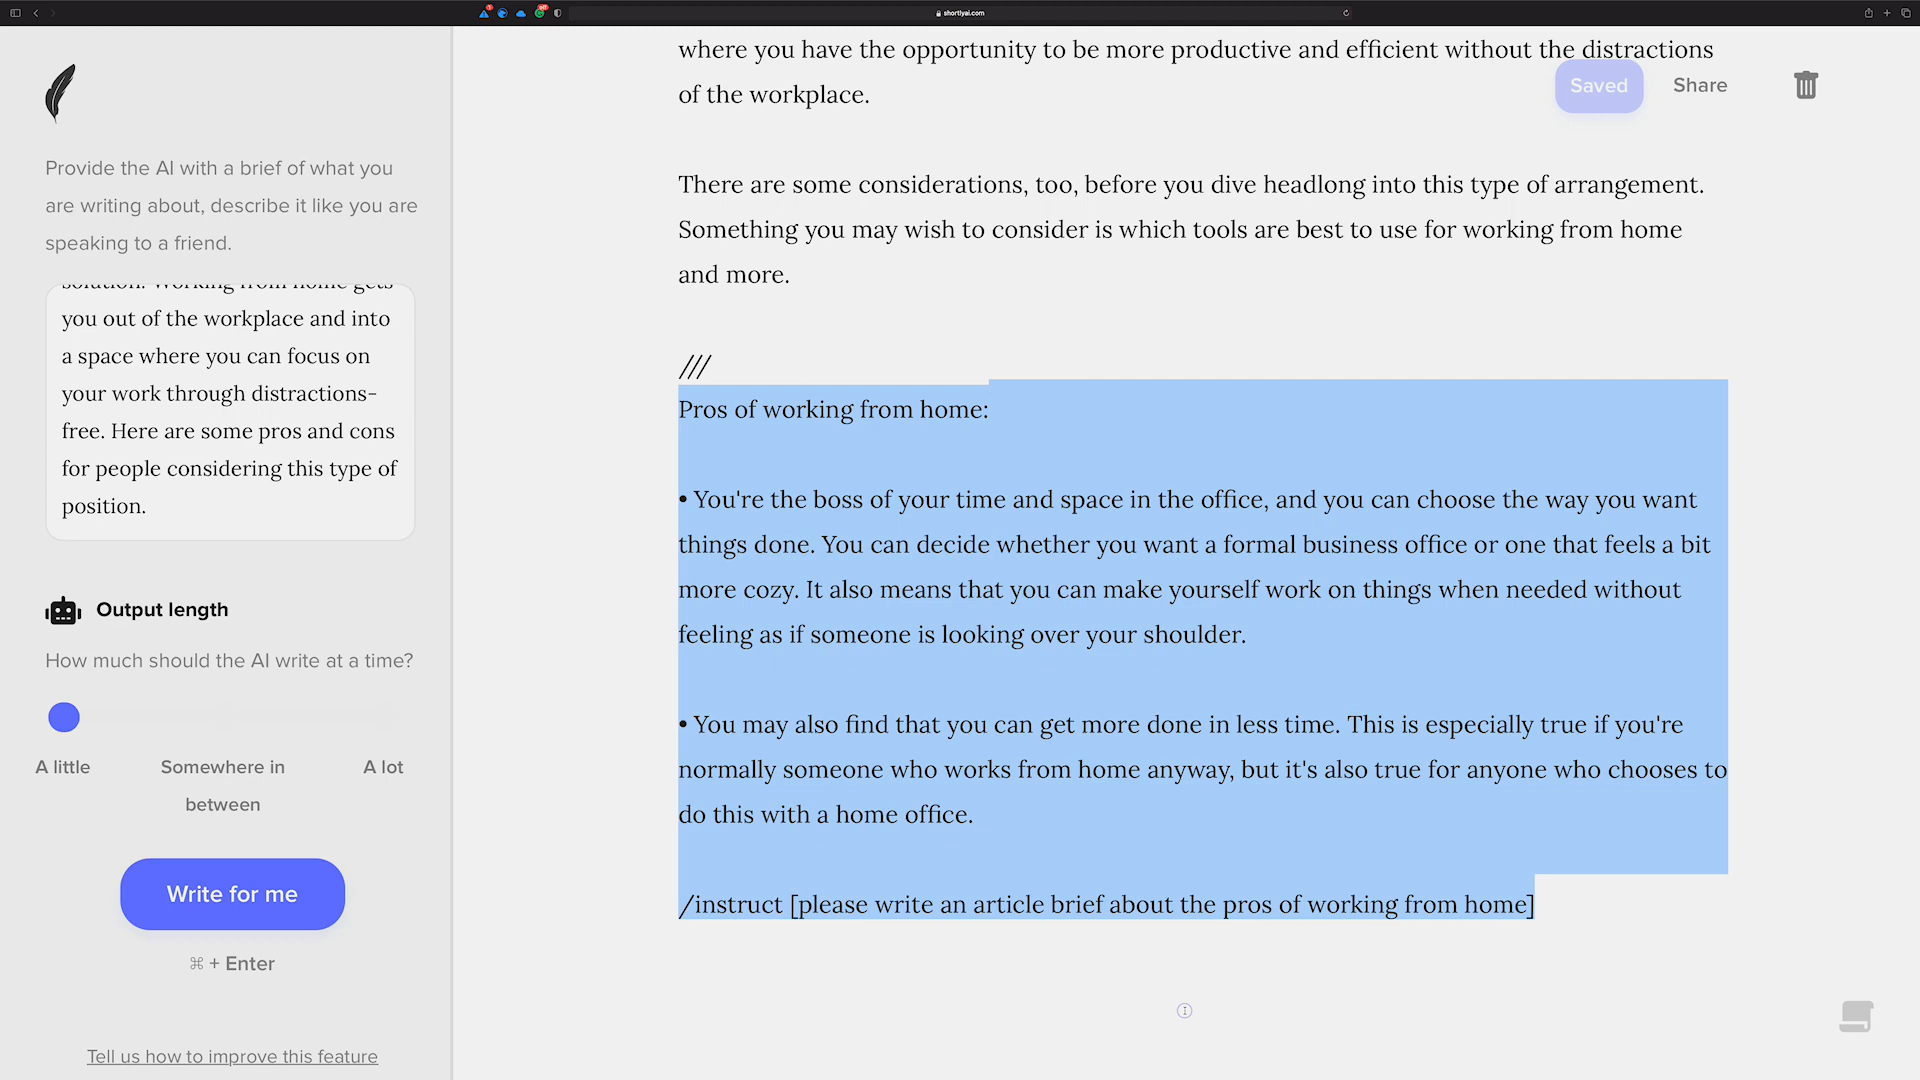 shortlyai.com
Provide the AI with a brief of what you
are writing about, describe it like you are
speaking to a friend.
solution. Working from home gets
you out of the workplace and into
a space where you can focus on
your work through distractions-
free. Here are some pros and cons
for people considering this type of
position.
Output length
How much should the AI write at a time?
A little
Somewhere in
between
A lot
Write for me
⌘ + Enter
Tell us how to improve this feature
Saved
Share
where you have the opportunity to be more productive and efficient without the distractions
of the workplace.
There are some considerations, too, before you dive headlong into this type of arrangement.
Something you may wish to consider is which tools are best to use for working from home
and more.
///
Pros of working from home:
• You're the boss of your time and space in the office, and you can choose the way you want
things done. You can decide whether you want a formal business office or one that feels a bit
more cozy. It also means that you can make yourself work on things when needed without
feeling as if someone is looking over your shoulder.
• You may also find that you can get more done in less time. This is especially true if you're
normally someone who works from home anyway, but it's also true for anyone who chooses to
do this with a home office.
/instruct [please write an article brief about the pros of working from home]